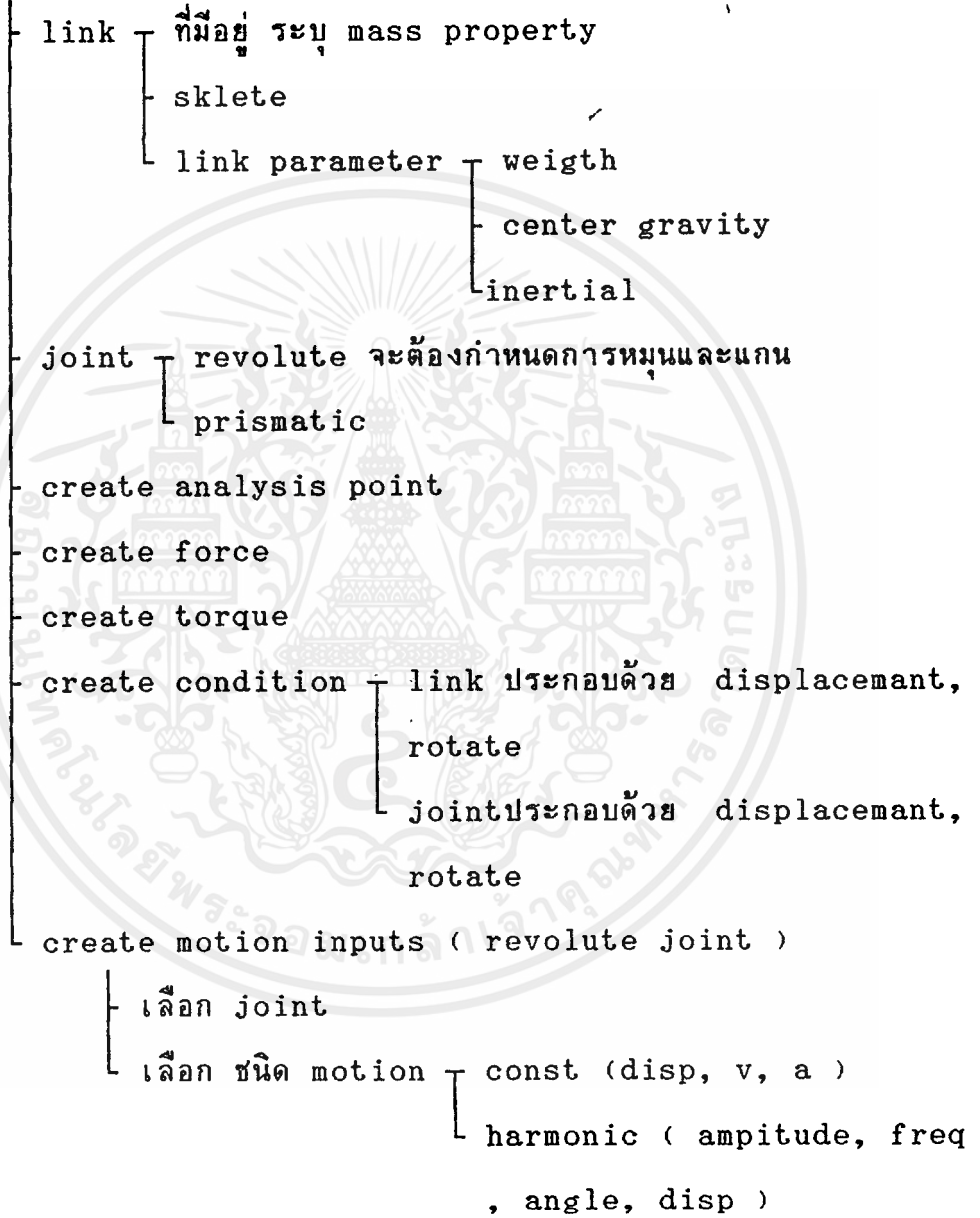 link ที่มีอยู่ ระบุ mass property
sklete
link parameter weigth
center gravity
inertial
joint revolute จะต้องกำหนดการหมุนและแกน
prismatic
create analysis point
create force
create torque
create condition link ประกอบด้วย displacemant,
rotate
jointประกอบด้วย displacemant,
rotate
create motion inputs ( revolute joint )
เลือก joint
เลือก ชนิด motion const (disp, v, a )
harmonic ( ampitude, freq
, angle, disp )